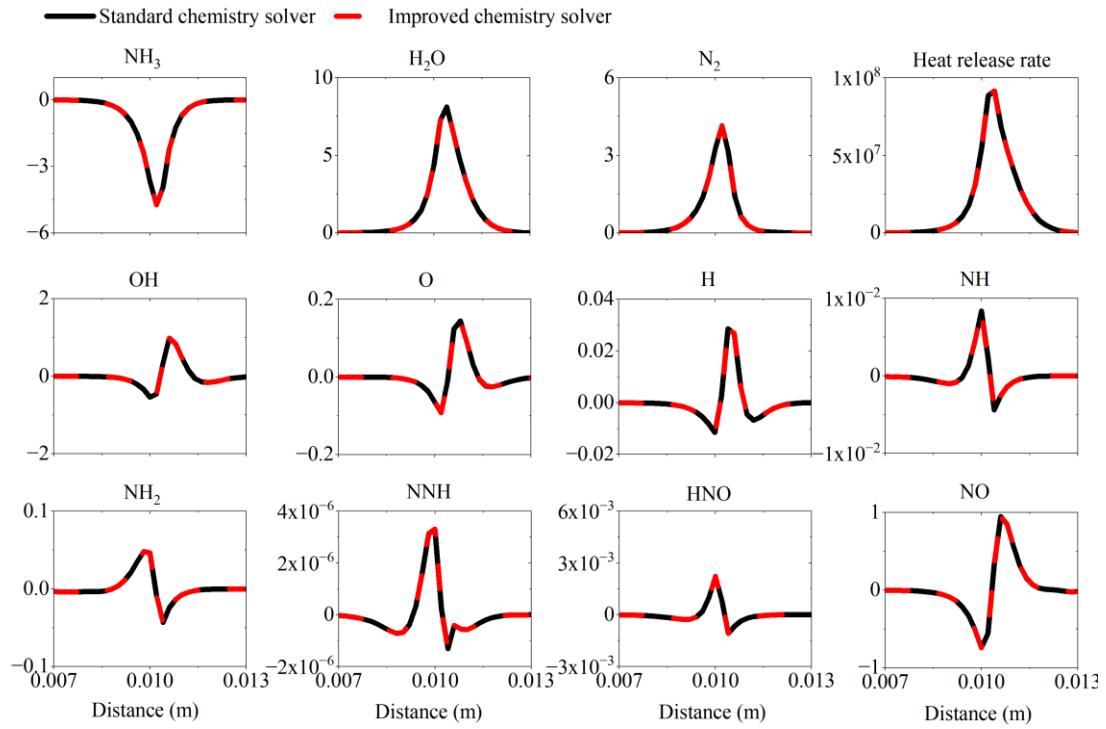 Standard chemistry solver Improved chemistry solver
NH₃ H₂O N₂ Heat release rate
0 −3 −6
10 5 0
6 3 0
1x10⁸ 5x10⁷ 0
OH O H NH
2 0 −2
0.2 0.0 −0.2
0.04 0.02 0.00 −0.02
1x10⁻² 0 −1x10⁻²
NH₂ NNH HNO NO
0.1 0.0 −0.1
4x10⁻⁶ 2x10⁻⁶ 0 −2x10⁻⁶
6x10⁻³ 3x10⁻³ 0 −3x10⁻³
1 0 −1
0.007 0.010 0.013 0.007 0.010 0.013 0.007 0.010 0.013 0.007 0.010 0.013
Distance (m) Distance (m) Distance (m) Distance (m)